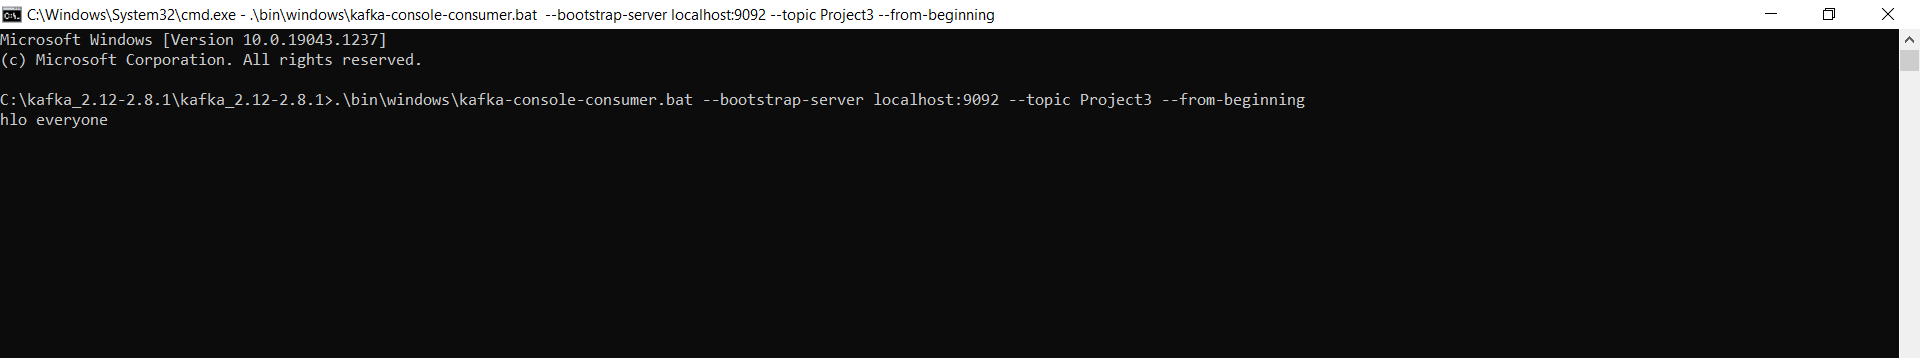 C:\Windows\System32\cmd.exe - .\bin\windows\kafka-console-consumer.bat  --bootstrap-server localhost:9092 --topic Project3 --from-beginning
Microsoft Windows [Version 10.0.19043.1237]
(c) Microsoft Corporation. All rights reserved.
C:\kafka_2.12-2.8.1\kafka_2.12-2.8.1>.\bin\windows\kafka-console-consumer.bat --bootstrap-server localhost:9092 --topic Project3 --from-beginning
hlo everyone